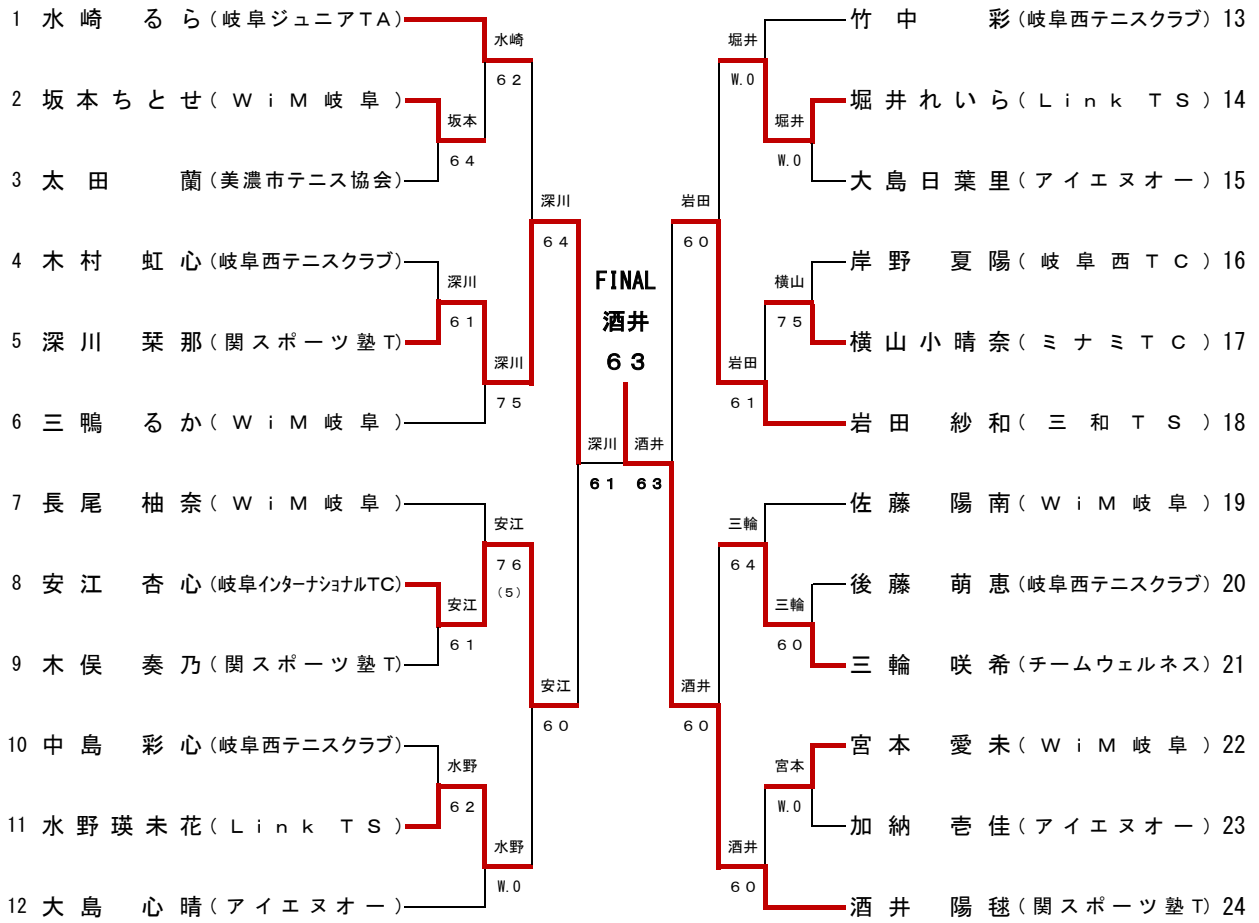 1 水崎 るら (岐阜ジュニアTA)
2 坂本ちとせ (WiM岐阜)
3 太田 蘭 (美濃市テニス協会)
4 木村 虹心 (岐阜西テニスクラブ)
5 深川 栞那 (関スポーツ塾T)
6 三鴨 るか (WiM岐阜)
7 長尾 柚奈 (WiM岐阜)
8 安江 杏心 (岐阜インターナショナルTC)
9 木俣 奏乃 (関スポーツ塾T)
10 中島 彩心 (岐阜西テニスクラブ)
11 水野瑛未花 (Link TS)
12 大島 心晴 (アイエヌオー)
水崎
62
坂本
64
深川
61
深川
75
深川
64
安江
76
(5)
安江
61
安江
60
水野
62
水野
W.0
深川
61
FINAL
酒井
63
酒井
63
堀井
W.0
堀井
W.0
岩田
60
横山
75
岩田
61
三輪
64
三輪
60
酒井
60
宮本
W.0
酒井
60
竹中 彩 (岐阜西テニスクラブ) 13
堀井れいら (Link TS) 14
大島日葉里 (アイエヌオー) 15
岸野 夏陽 (岐阜西TC) 16
横山小晴奈 (ミナミTC) 17
岩田 紗和 (三和TS) 18
佐藤 陽南 (WiM岐阜) 19
後藤 萌恵 (岐阜西テニスクラブ) 20
三輪 咲希 (チームウェルネス) 21
宮本 愛未 (WiM岐阜) 22
加納 壱佳 (アイエヌオー) 23
酒井 陽毬 (関スポーツ塾T) 24